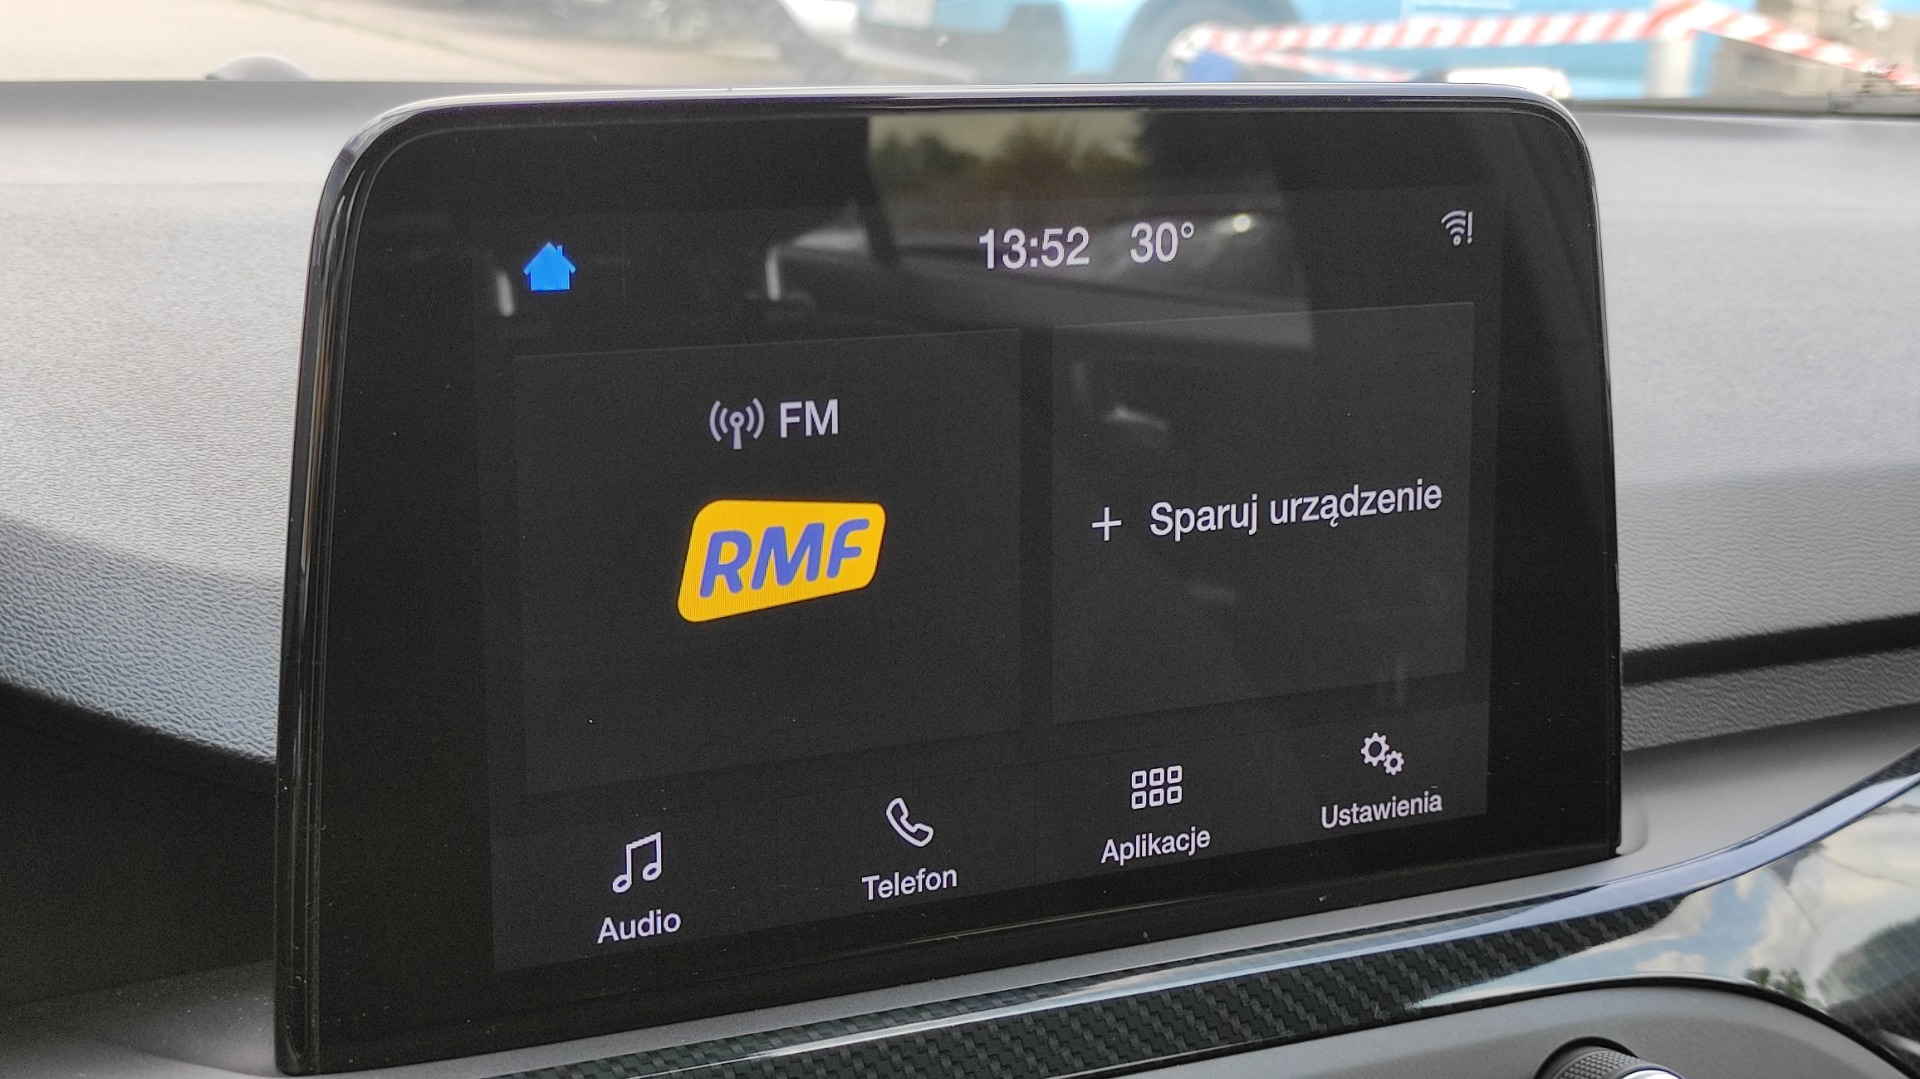 13:52 30°
FM
RMF
+ Sparuj urządzenie
Audio
Telefon
Aplikacje
Ustawienia